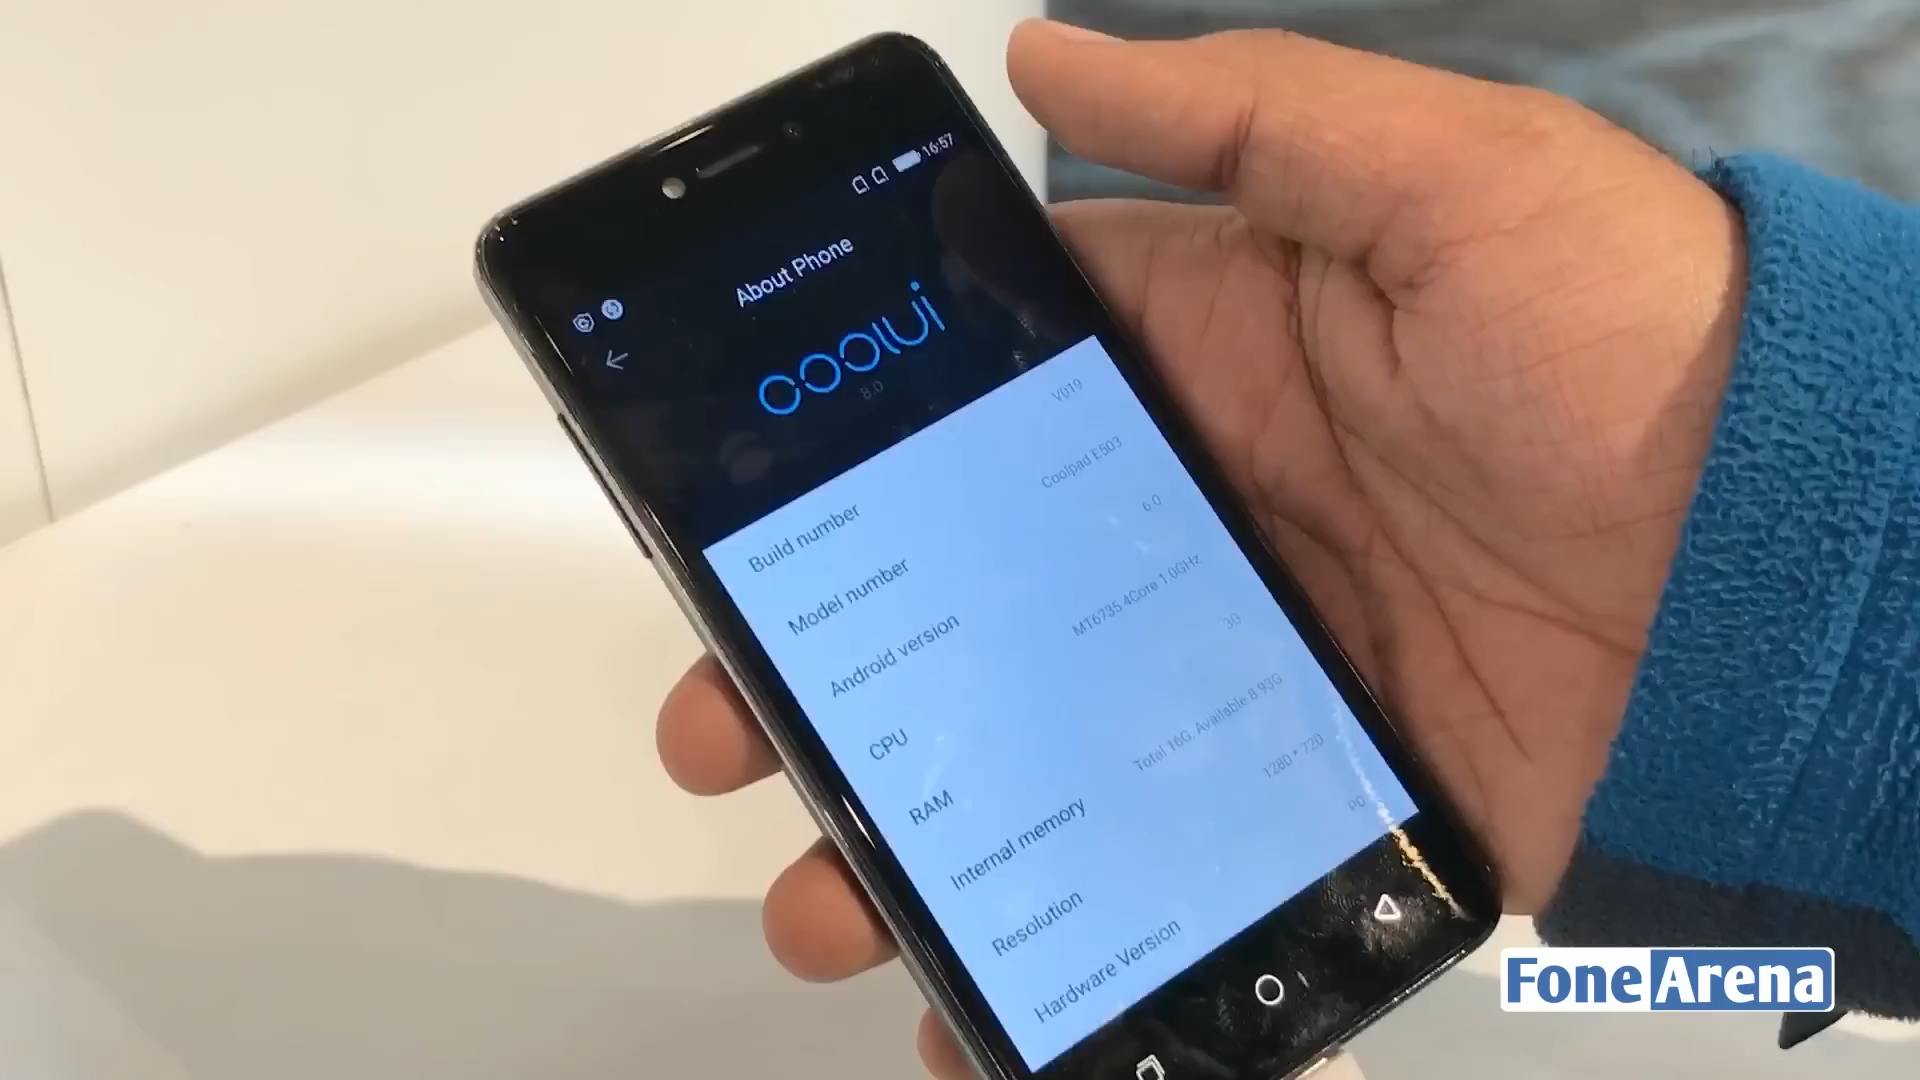 16:57
About Phone
coolui
8.0
Build number V019
Model number Coolpad E503
Android version 6.0
CPU MT6735 4Core 1.0GHz
RAM 3G
Internal memory Total 16G, Available 8.93G
Resolution 1280 * 720
Hardware Version P0
FoneArena